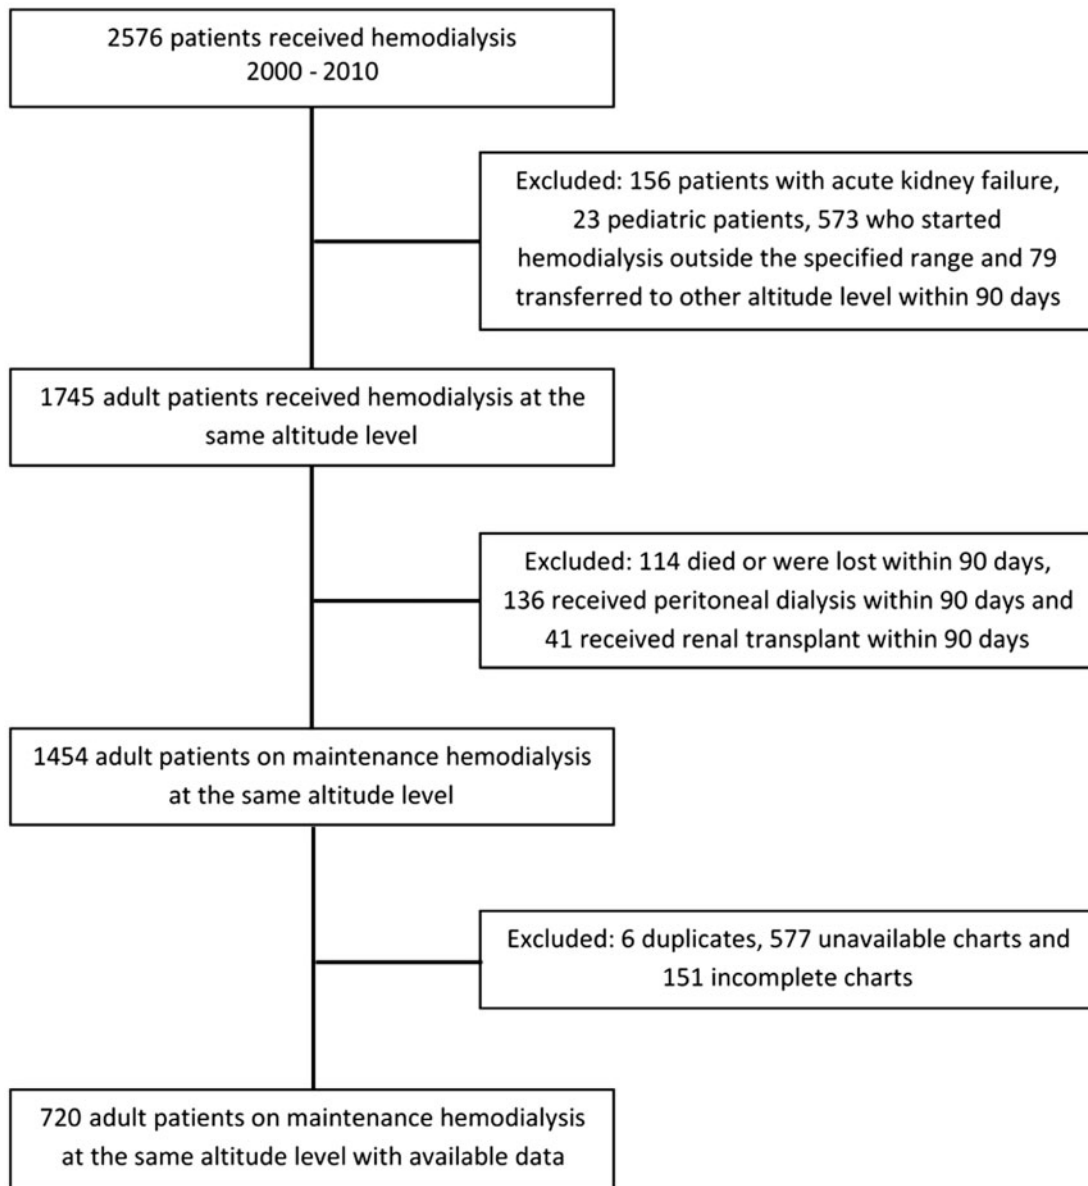 2576 patients received hemodialysis
2000 - 2010
Excluded: 156 patients with acute kidney failure,
23 pediatric patients, 573 who started
hemodialysis outside the specified range and 79
transferred to other altitude level within 90 days
1745 adult patients received hemodialysis at the
same altitude level
Excluded: 114 died or were lost within 90 days,
136 received peritoneal dialysis within 90 days and
41 received renal transplant within 90 days
1454 adult patients on maintenance hemodialysis
at the same altitude level
Excluded: 6 duplicates, 577 unavailable charts and
151 incomplete charts
720 adult patients on maintenance hemodialysis
at the same altitude level with available data